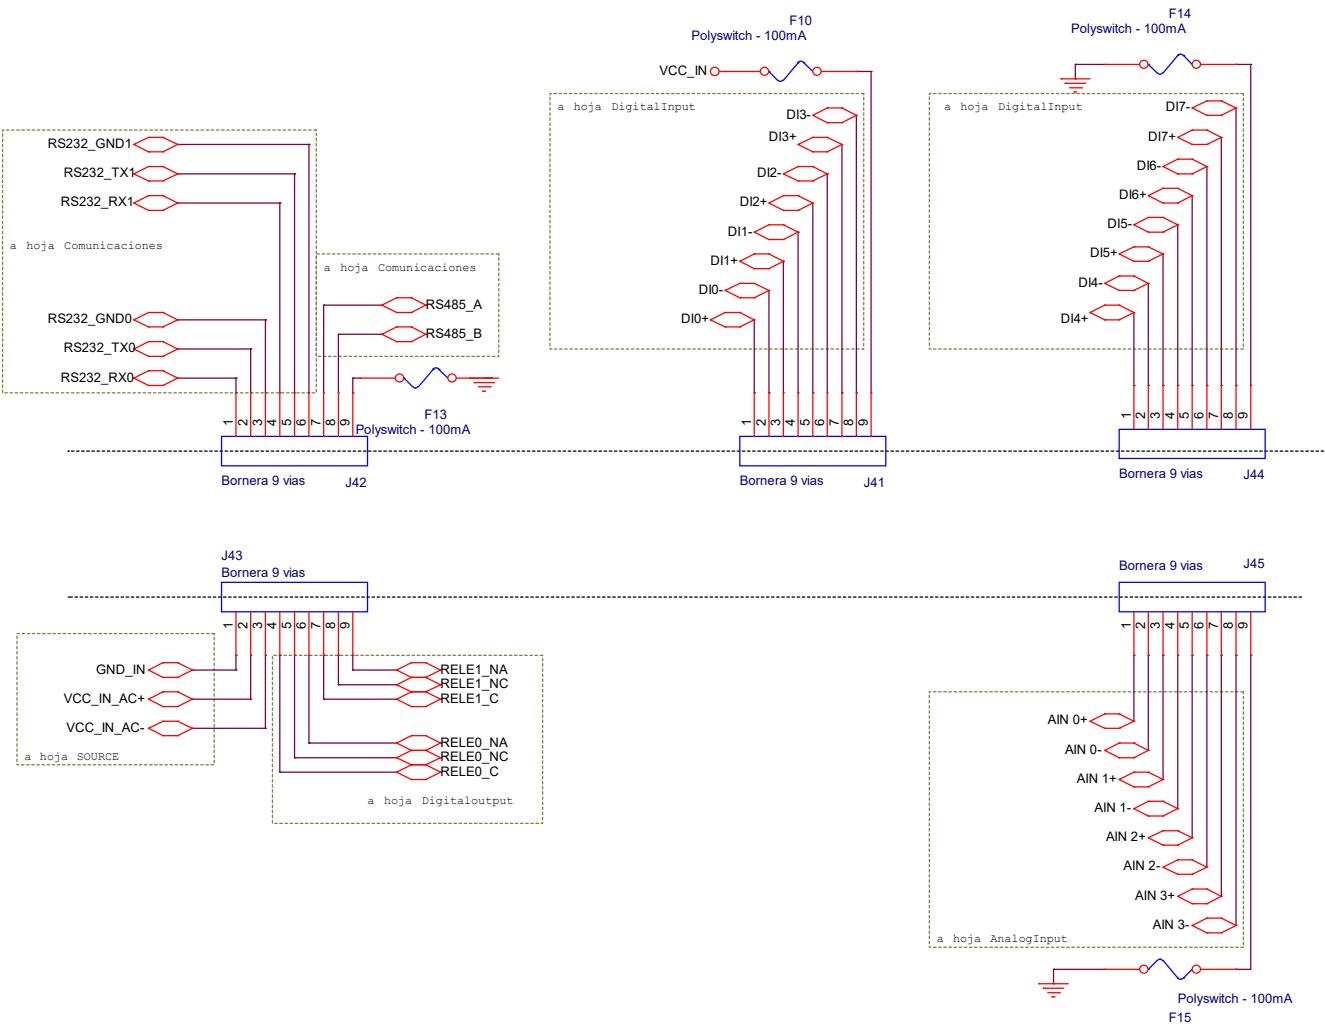 F10
Polyswitch - 100mA
VCC_IN
F14
Polyswitch - 100mA
a hoja DigitalInput
DI3-
DI3+
DI2-
DI2+
DI1-
DI1+
DI0-
DI0+
a hoja DigitalInput
DI7-
DI7+
DI6-
DI6+
DI5-
DI5+
DI4-
DI4+
RS232_GND1
RS232_TX1
RS232_RX1
a hoja Comunicaciones
RS232_GND0
RS232_TX0
RS232_RX0
a hoja Comunicaciones
RS485_A
RS485_B
F13
Polyswitch - 100mA
1 2 3 4 5 6 7 8 9
Bornera 9 vias J42
1 2 3 4 5 6 7 8 9
Bornera 9 vias J41
1 2 3 4 5 6 7 8 9
Bornera 9 vias J44
J43
Bornera 9 vias
1 2 3 4 5 6 7 8 9
GND_IN
VCC_IN_AC+
VCC_IN_AC-
a hoja SOURCE
RELE1_NA
RELE1_NC
RELE1_C
RELE0_NA
RELE0_NC
RELE0_C
a hoja Digitaloutput
Bornera 9 vias J45
1 2 3 4 5 6 7 8 9
AIN 0+
AIN 0-
AIN 1+
AIN 1-
AIN 2+
AIN 2-
AIN 3+
AIN 3-
a hoja AnalogInput
Polyswitch - 100mA
F15